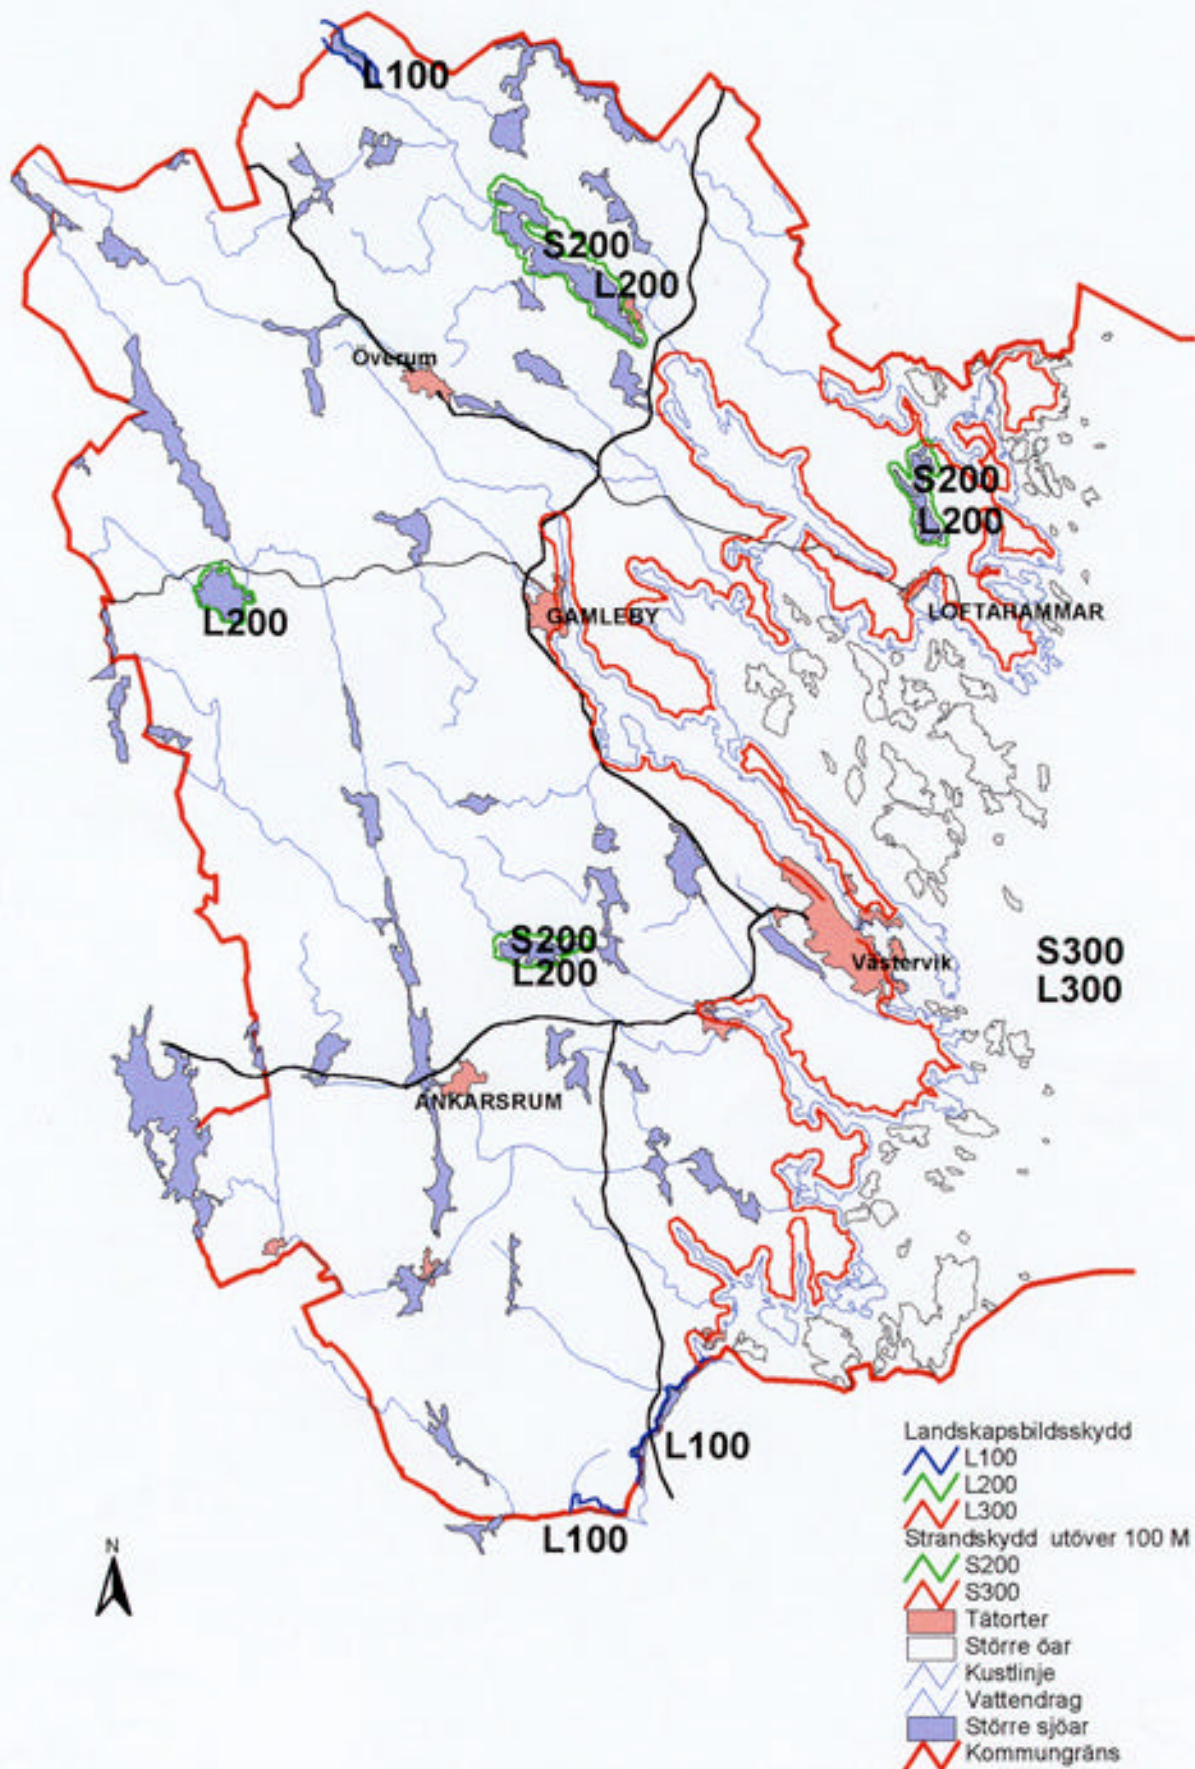 L100
S200
L200
Överum
S200
L200
L200
GAMLEBY
LOFTAHAMMAR
S200
L200
Västervik
S300
L300
ANKARSRUM
L100
L100
N
Landskapsbildsskydd
L100
L200
L300
Strandskydd utöver 100 M
S200
S300
Tätorter
Större öar
Kustlinje
Vattendrag
Större sjöar
Kommungräns